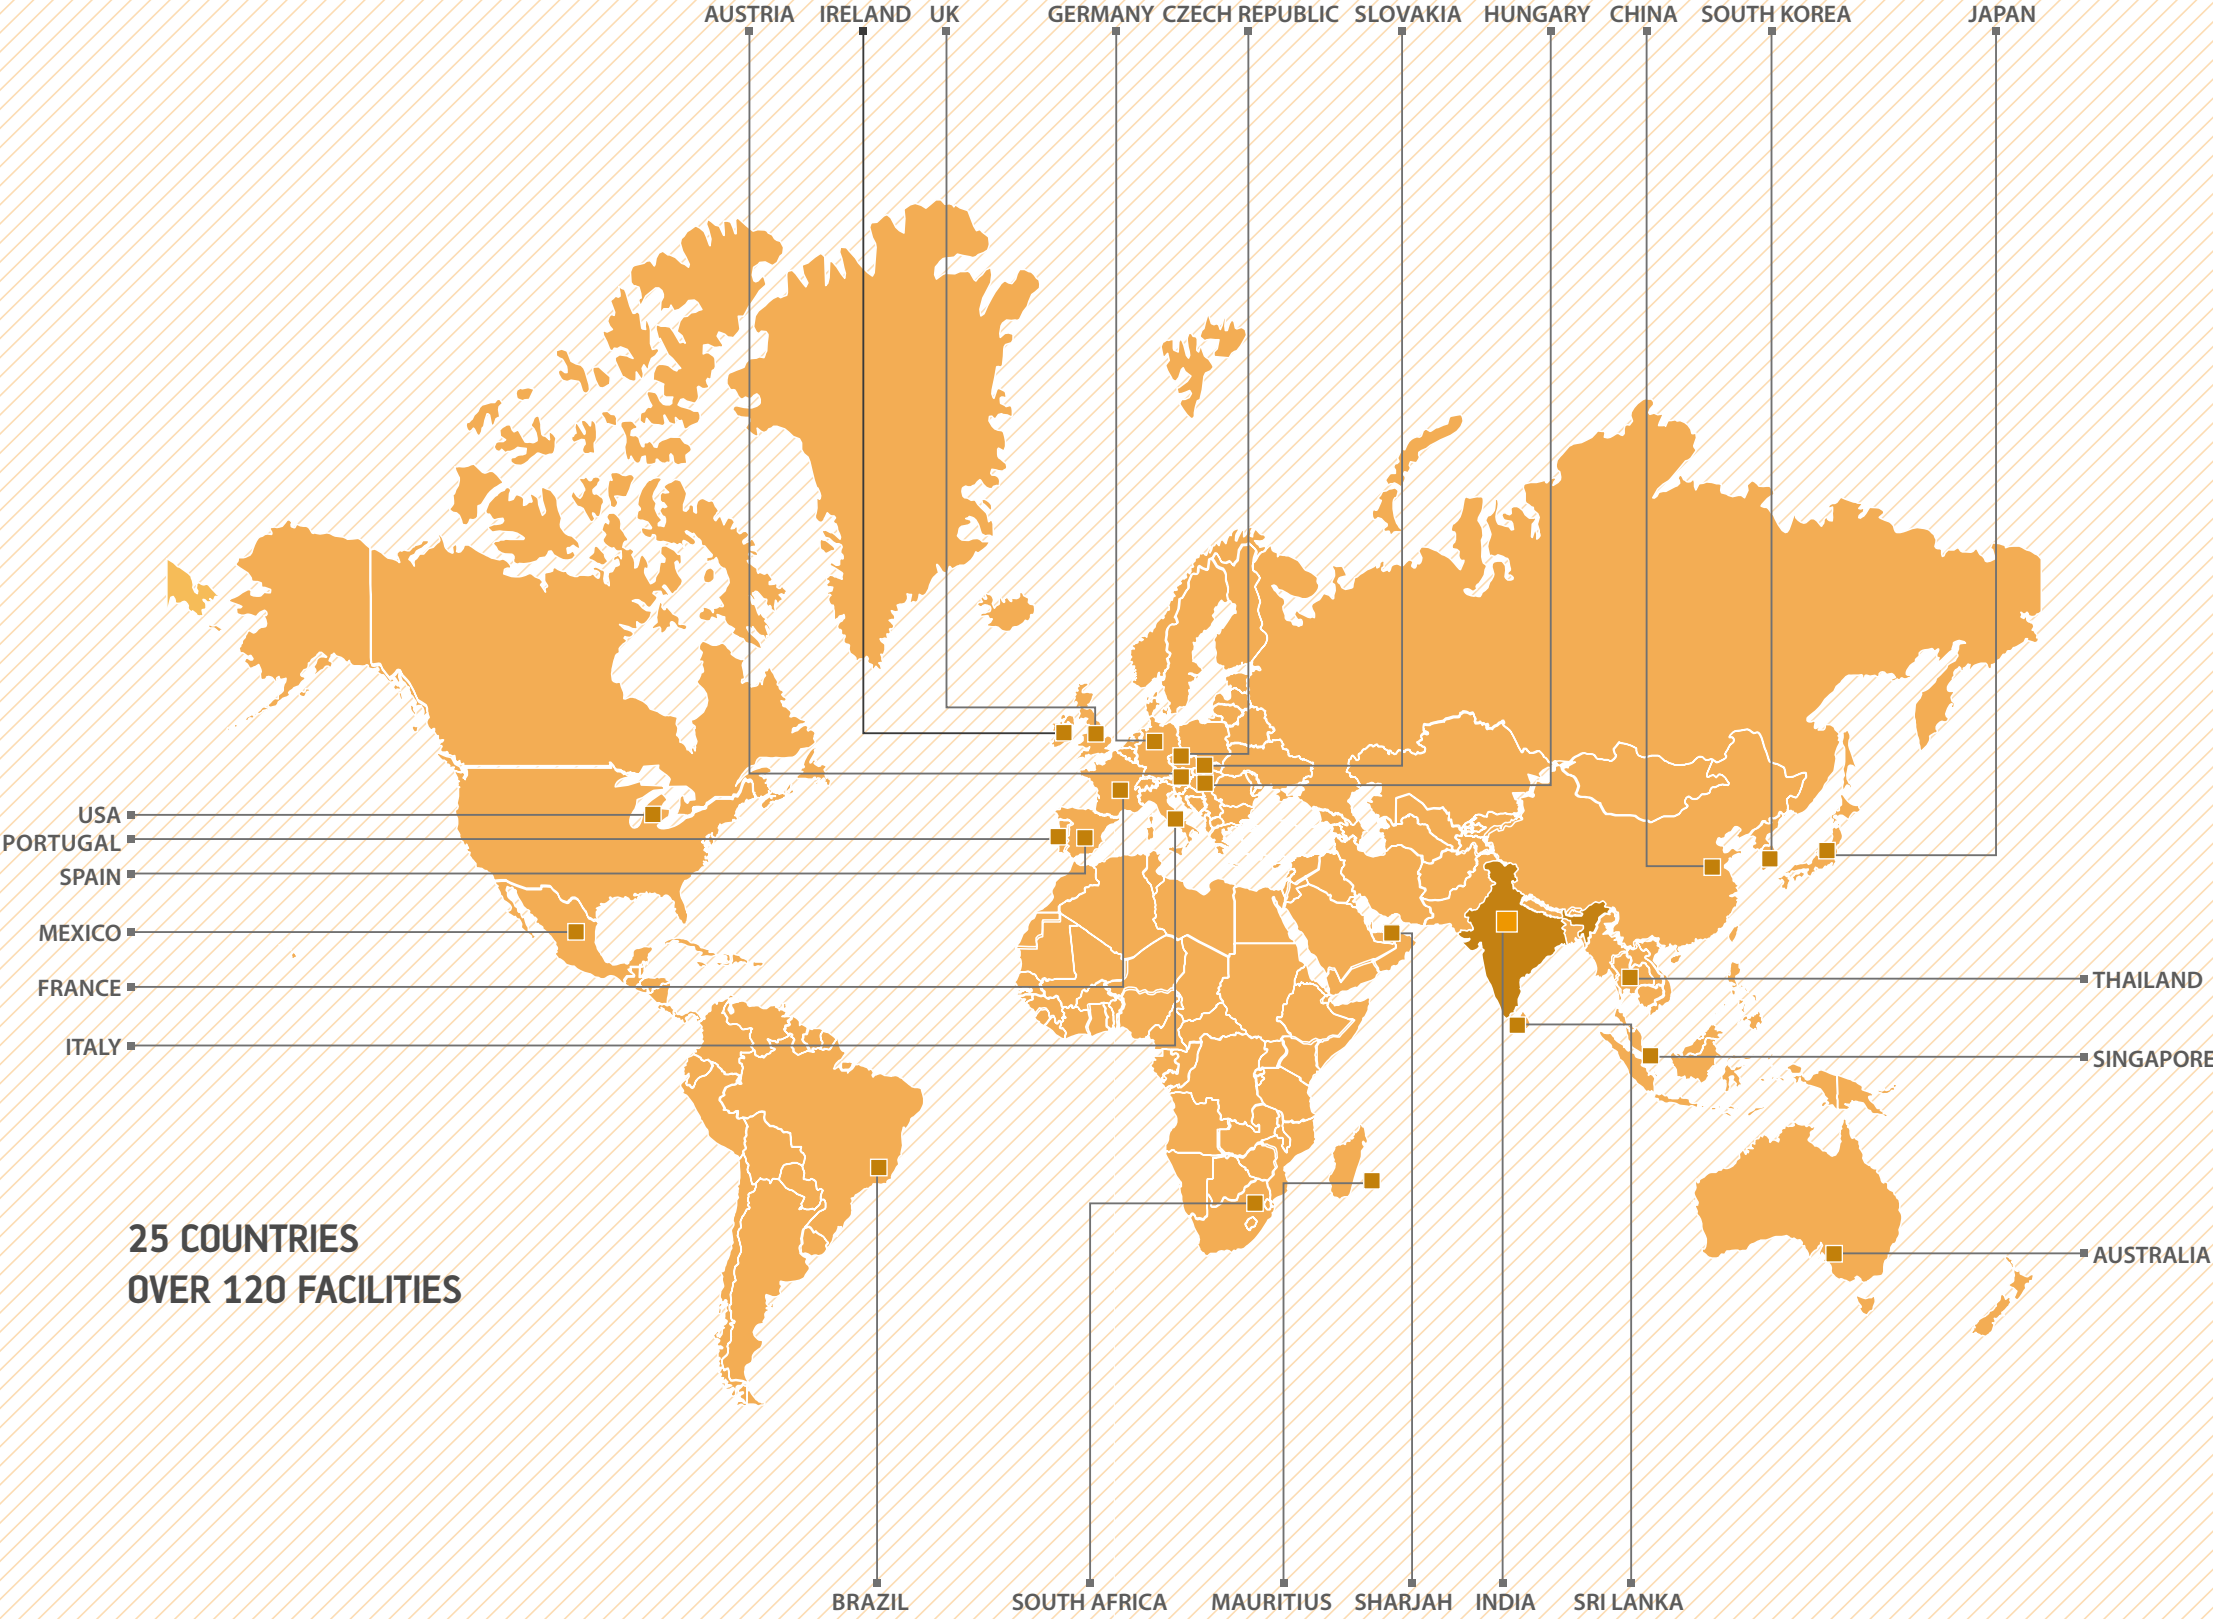 AUSTRIA IRELAND UK GERMANY CZECH REPUBLIC SLOVAKIA HUNGARY CHINA SOUTH KOREA JAPAN
USA
PORTUGAL
SPAIN
MEXICO
FRANCE
ITALY
THAILAND
SINGAPORE
AUSTRALIA
25 COUNTRIES
OVER 120 FACILITIES
BRAZIL SOUTH AFRICA MAURITIUS SHARJAH INDIA SRI LANKA